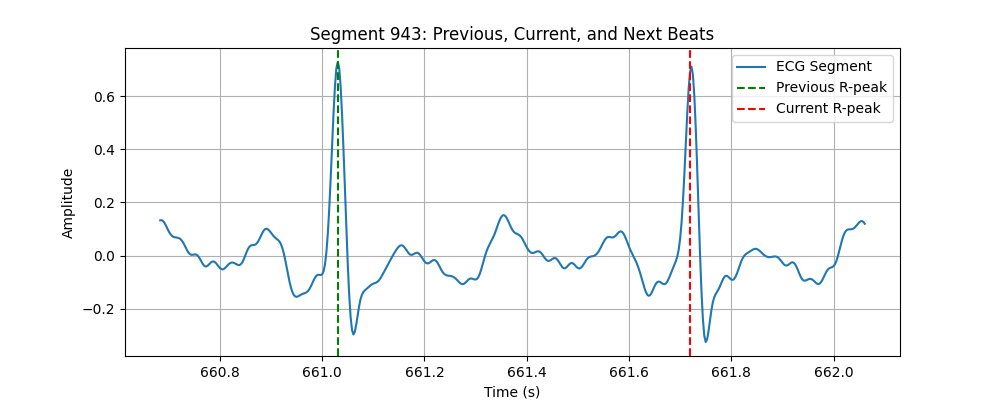 Segment 943: Previous, Current, and Next Beats
ECG Segment
Previous R-peak
Current R-peak
Amplitude
0.6
0.4
0.2
0.0
−0.2
660.8 661.0 661.2 661.4 661.6 661.8 662.0
Time (s)